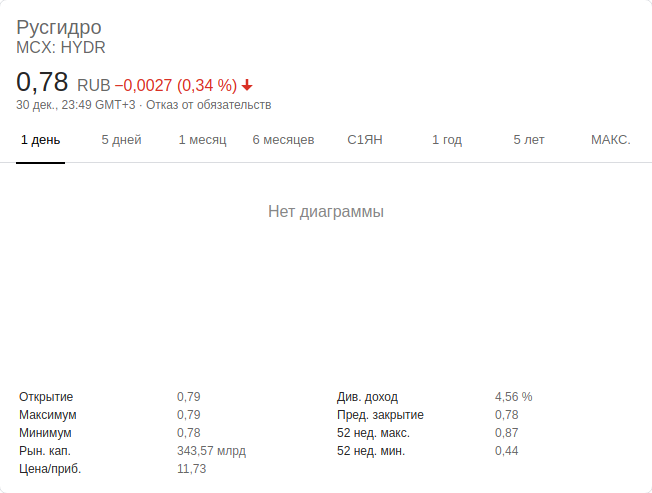 Русгидро
MCX: HYDR
0,78 RUB −0,0027 (0,34 %)
30 дек., 23:49 GMT+3 · Отказ от обязательств
1 день 5 дней 1 месяц 6 месяцев С1ЯН 1 год 5 лет МАКС.
Нет диаграммы
Открытие 0,79 Див. доход 4,56 %
Максимум 0,79 Пред. закрытие 0,78
Минимум 0,78 52 нед. макс. 0,87
Рын. кап. 343,57 млрд 52 нед. мин. 0,44
Цена/приб. 11,73